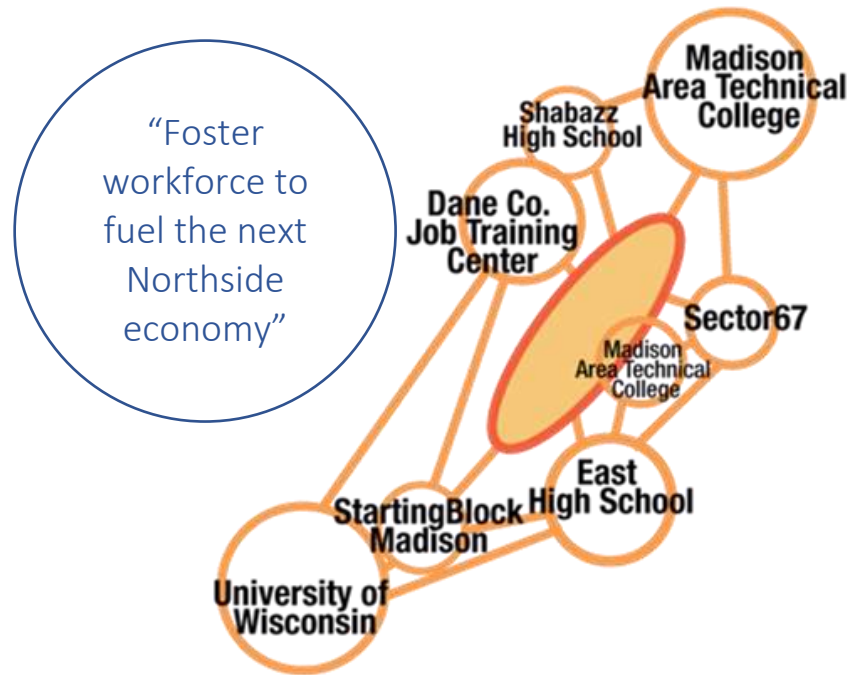 “Foster
workforce to
fuel the next
Northside
economy”
Madison
Area Technical
College
Shabazz
High School
Dane Co.
Job Training
Center
Sector67
Madison
Area Technical
College
East
High School
StartingBlock
Madison
University of
Wisconsin